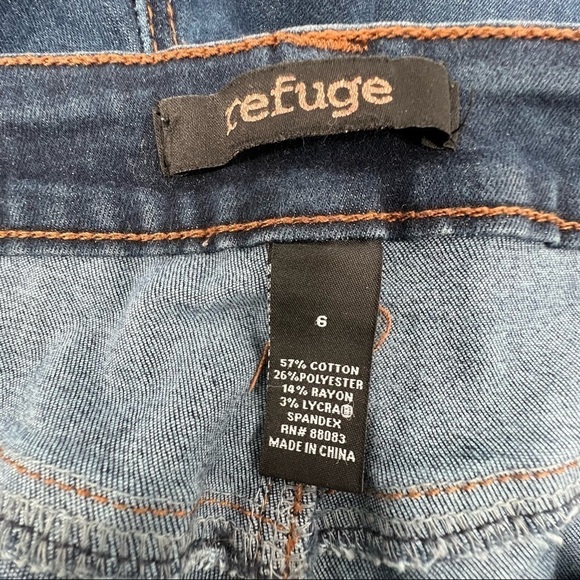 refuge
6
57% COTTON
26%POLYESTER
14% RAYON
3% LYCRA®
SPANDEX
RN# 88083
MADE IN CHINA